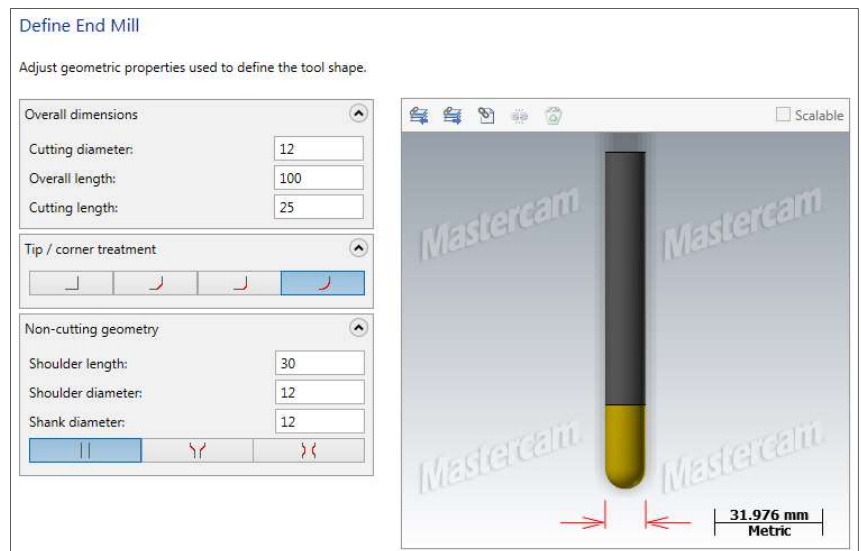 Define End Mill
Adjust geometric properties used to define the tool shape.
Overall dimensions
Cutting diameter: 12
Overall length: 100
Cutting length: 25
Tip / corner treatment
Non-cutting geometry
Shoulder length: 30
Shoulder diameter: 12
Shank diameter: 12
Scalable
Mastercam Mastercam
Mastercam Mastercam
31.976 mm
Metric